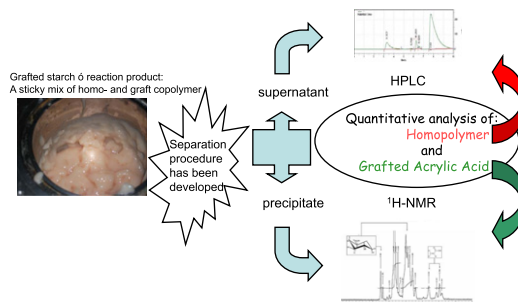 Grafted starch ó reaction product:
A sticky mix of homo- and graft copolymer
Separation
procedure
has been
developed
supernatant
precipitate
HPLC
Quantitative analysis of:
Homopolymer
and
Grafted Acrylic Acid
¹H-NMR